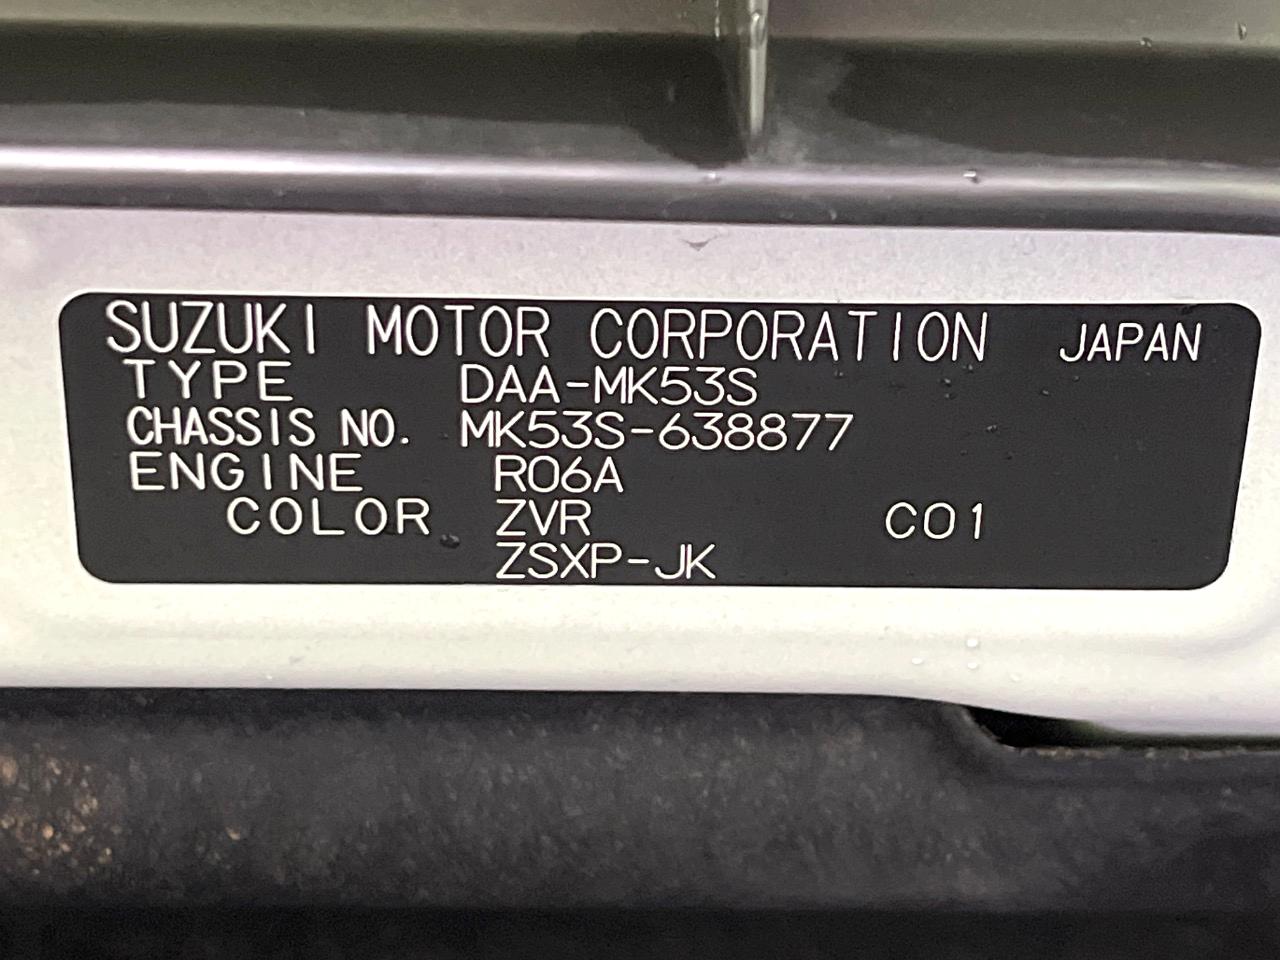 SUZUKI MOTOR CORPORATION JAPAN
TYPE DAA-MK53S
CHASSIS NO. MK53S-638877
ENGINE R06A
COLOR ZVR C01
ZSXP-JK